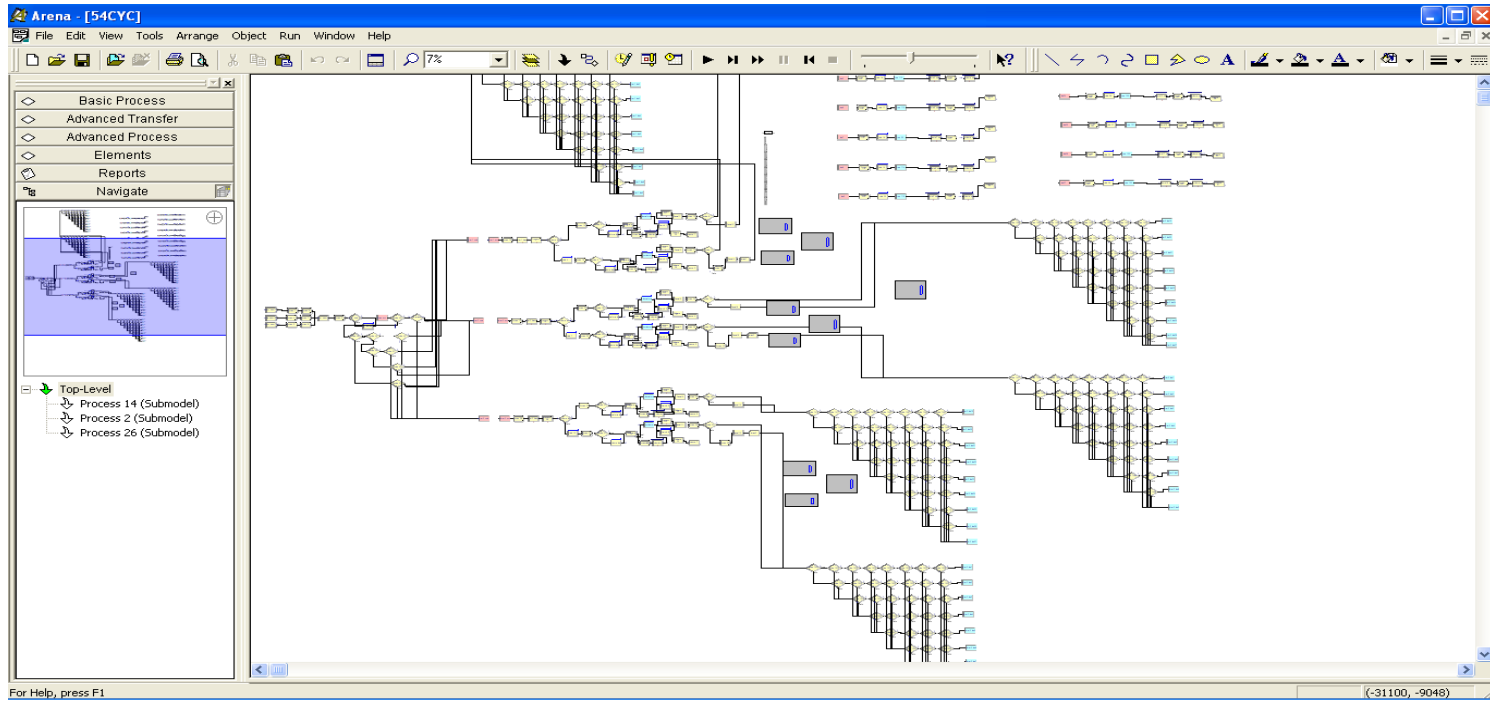 Arena - [54CYC]
File Edit View Tools Arrange Object Run Window Help
7%
Basic Process
Advanced Transfer
Advanced Process
Elements
Reports
Navigate
Top-Level
Process 14 (Submodel)
Process 2 (Submodel)
Process 26 (Submodel)
For Help, press F1
(-31100, -9048)